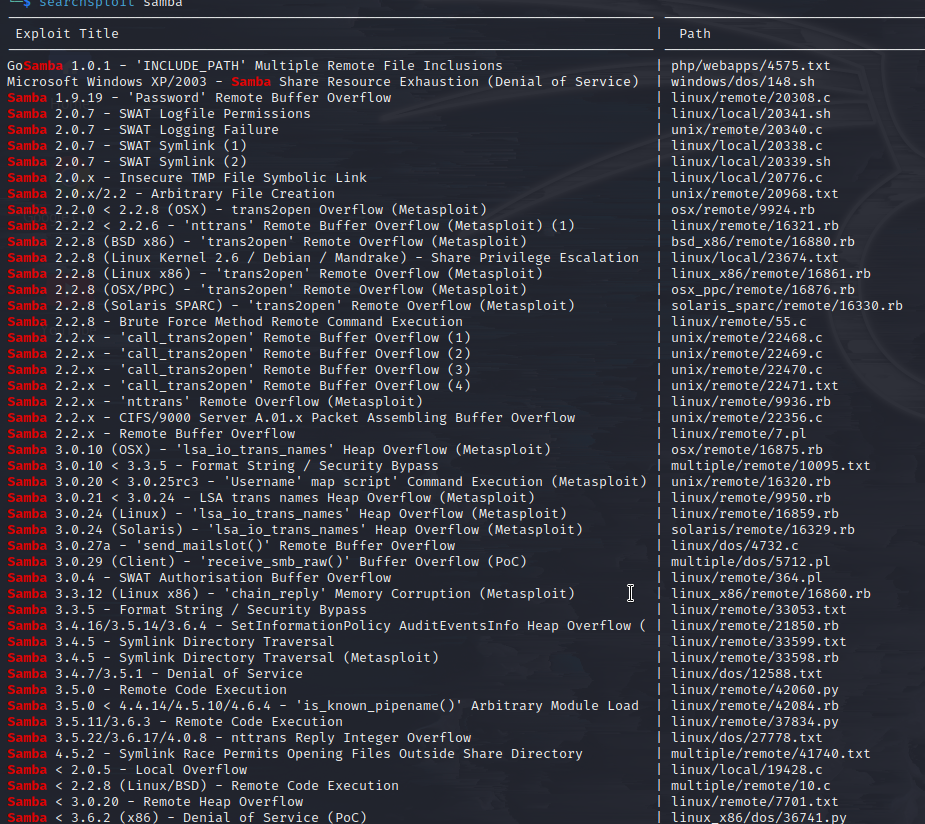 └─$ searchsploit samba
Exploit Title | Path
GoSamba 1.0.1 - 'INCLUDE_PATH' Multiple Remote File Inclusions | php/webapps/4575.txt
Microsoft Windows XP/2003 - Samba Share Resource Exhaustion (Denial of Service) | windows/dos/148.sh
Samba 1.9.19 - 'Password' Remote Buffer Overflow | linux/remote/20308.c
Samba 2.0.7 - SWAT Logfile Permissions | linux/local/20341.sh
Samba 2.0.7 - SWAT Logging Failure | unix/remote/20340.c
Samba 2.0.7 - SWAT Symlink (1) | linux/local/20338.c
Samba 2.0.7 - SWAT Symlink (2) | linux/local/20339.sh
Samba 2.0.x - Insecure TMP File Symbolic Link | linux/local/20776.c
Samba 2.0.x/2.2 - Arbitrary File Creation | unix/remote/20968.txt
Samba 2.2.0 < 2.2.8 (OSX) - trans2open Overflow (Metasploit) | osx/remote/9924.rb
Samba 2.2.2 < 2.2.6 - 'nttrans' Remote Buffer Overflow (Metasploit) (1) | linux/remote/16321.rb
Samba 2.2.8 (BSD x86) - 'trans2open' Remote Overflow (Metasploit) | bsd_x86/remote/16880.rb
Samba 2.2.8 (Linux Kernel 2.6 / Debian / Mandrake) - Share Privilege Escalation | linux/local/23674.txt
Samba 2.2.8 (Linux x86) - 'trans2open' Remote Overflow (Metasploit) | linux_x86/remote/16861.rb
Samba 2.2.8 (OSX/PPC) - 'trans2open' Remote Overflow (Metasploit) | osx_ppc/remote/16876.rb
Samba 2.2.8 (Solaris SPARC) - 'trans2open' Remote Overflow (Metasploit) | solaris_sparc/remote/16330.rb
Samba 2.2.8 - Brute Force Method Remote Command Execution | linux/remote/55.c
Samba 2.2.x - 'call_trans2open' Remote Buffer Overflow (1) | unix/remote/22468.c
Samba 2.2.x - 'call_trans2open' Remote Buffer Overflow (2) | unix/remote/22469.c
Samba 2.2.x - 'call_trans2open' Remote Buffer Overflow (3) | unix/remote/22470.c
Samba 2.2.x - 'call_trans2open' Remote Buffer Overflow (4) | unix/remote/22471.txt
Samba 2.2.x - 'nttrans' Remote Overflow (Metasploit) | linux/remote/9936.rb
Samba 2.2.x - CIFS/9000 Server A.01.x Packet Assembling Buffer Overflow | unix/remote/22356.c
Samba 2.2.x - Remote Buffer Overflow | linux/remote/7.pl
Samba 3.0.10 (OSX) - 'lsa_io_trans_names' Heap Overflow (Metasploit) | osx/remote/16875.rb
Samba 3.0.10 < 3.3.5 - Format String / Security Bypass | multiple/remote/10095.txt
Samba 3.0.20 < 3.0.25rc3 - 'Username' map script' Command Execution (Metasploit) | unix/remote/16320.rb
Samba 3.0.21 < 3.0.24 - LSA trans names Heap Overflow (Metasploit) | linux/remote/9950.rb
Samba 3.0.24 (Linux) - 'lsa_io_trans_names' Heap Overflow (Metasploit) | linux/remote/16859.rb
Samba 3.0.24 (Solaris) - 'lsa_io_trans_names' Heap Overflow (Metasploit) | solaris/remote/16329.rb
Samba 3.0.27a - 'send_mailslot()' Remote Buffer Overflow | linux/dos/4732.c
Samba 3.0.29 (Client) - 'receive_smb_raw()' Buffer Overflow (PoC) | multiple/dos/5712.pl
Samba 3.0.4 - SWAT Authorisation Buffer Overflow | linux/remote/364.pl
Samba 3.3.12 (Linux x86) - 'chain_reply' Memory Corruption (Metasploit) | linux_x86/remote/16860.rb
Samba 3.3.5 - Format String / Security Bypass | linux/remote/33053.txt
Samba 3.4.16/3.5.14/3.6.4 - SetInformationPolicy AuditEventsInfo Heap Overflow ( | linux/remote/21850.rb
Samba 3.4.5 - Symlink Directory Traversal | linux/remote/33599.txt
Samba 3.4.5 - Symlink Directory Traversal (Metasploit) | linux/remote/33598.rb
Samba 3.4.7/3.5.1 - Denial of Service | linux/dos/12588.txt
Samba 3.5.0 - Remote Code Execution | linux/remote/42060.py
Samba 3.5.0 < 4.4.14/4.5.10/4.6.4 - 'is_known_pipename()' Arbitrary Module Load | linux/remote/42084.rb
Samba 3.5.11/3.6.3 - Remote Code Execution | linux/remote/37834.py
Samba 3.5.22/3.6.17/4.0.8 - nttrans Reply Integer Overflow | linux/dos/27778.txt
Samba 4.5.2 - Symlink Race Permits Opening Files Outside Share Directory | multiple/remote/41740.txt
Samba < 2.0.5 - Local Overflow | linux/local/19428.c
Samba < 2.2.8 (Linux/BSD) - Remote Code Execution | multiple/remote/10.c
Samba < 3.0.20 - Remote Heap Overflow | linux/remote/7701.txt
Samba < 3.6.2 (x86) - Denial of Service (PoC) | linux_x86/dos/36741.py